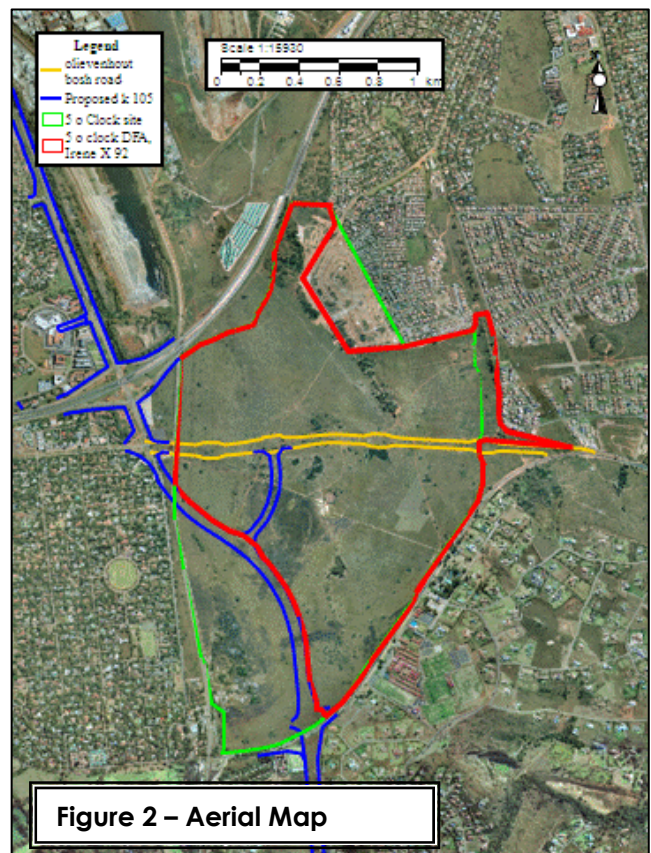 Legend
olievenhout
bosh road
Proposed k 105
5 o Clock site
5 o clock DFA,
Irene X 92
Scale 1:15930
0 0.2 0.4 0.6 0.8 1 km
Figure 2 – Aerial Map